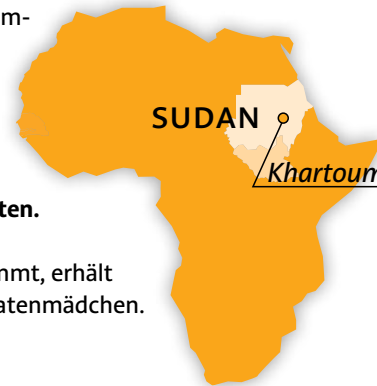 m-
SUDAN
Khartoum
ten.
mmt, erhält
atenmädchen.